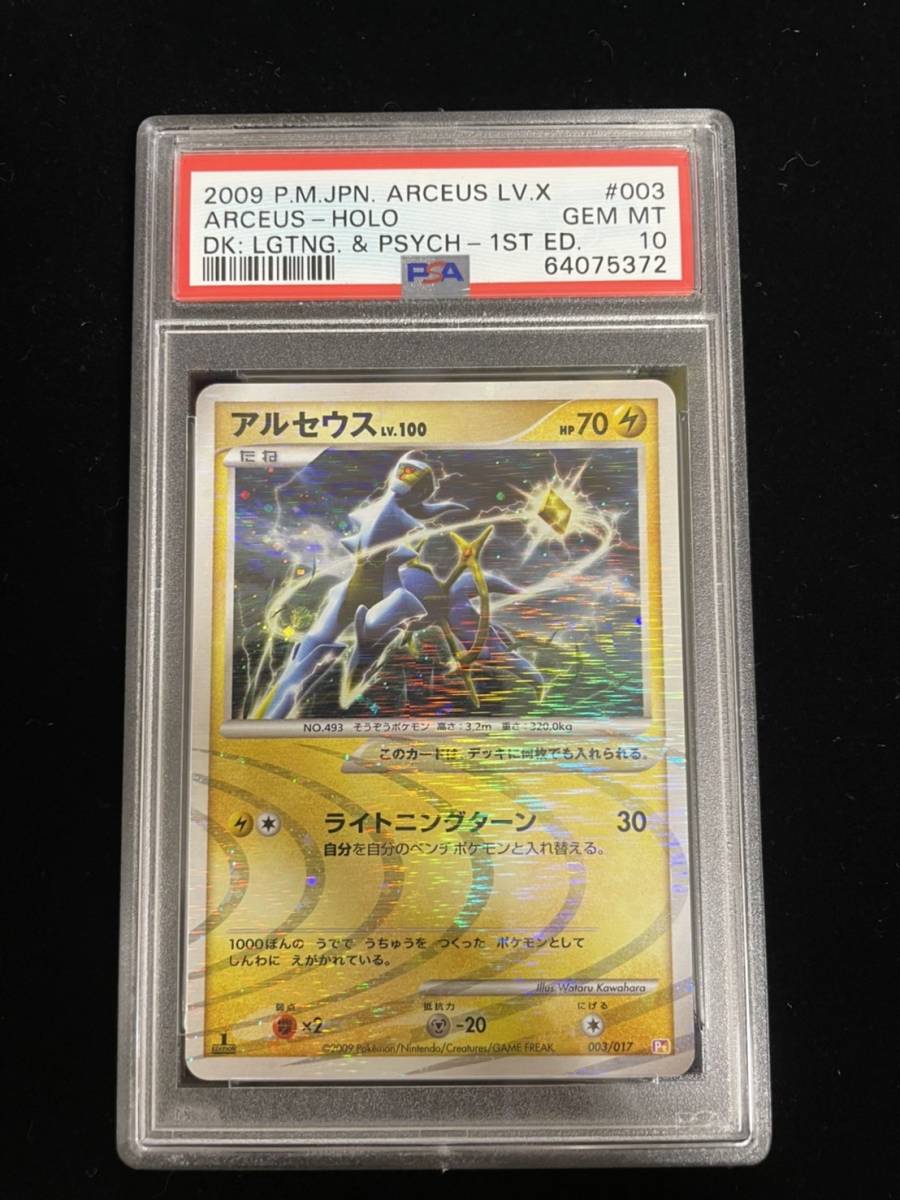 2009 P.M.JPN. ARCEUS LV.X #003
ARCEUS-HOLO GEM MT
DK: LGTNG. & PSYCH-1ST ED. 10
64075372
PSA
アルセウス LV.100 HP 70
たね
NO.493 そうぞうポケモン 高さ:3.2m 重さ:320.0kg
このカードは、デッキに何枚でも入れられる。
ライトニングターン 30
自分を自分のベンチポケモンと入れ替える。
1000ぽんの うでで うちゅうを つくった ポケモンとして
しんわに えがかれている。
Illus. Wataru Kawahara
弱点 抵抗力 にげる
×2 -20
1 EDITION ©2009 Pokémon/Nintendo/Creatures/GAME FREAK. 003/017 Pt